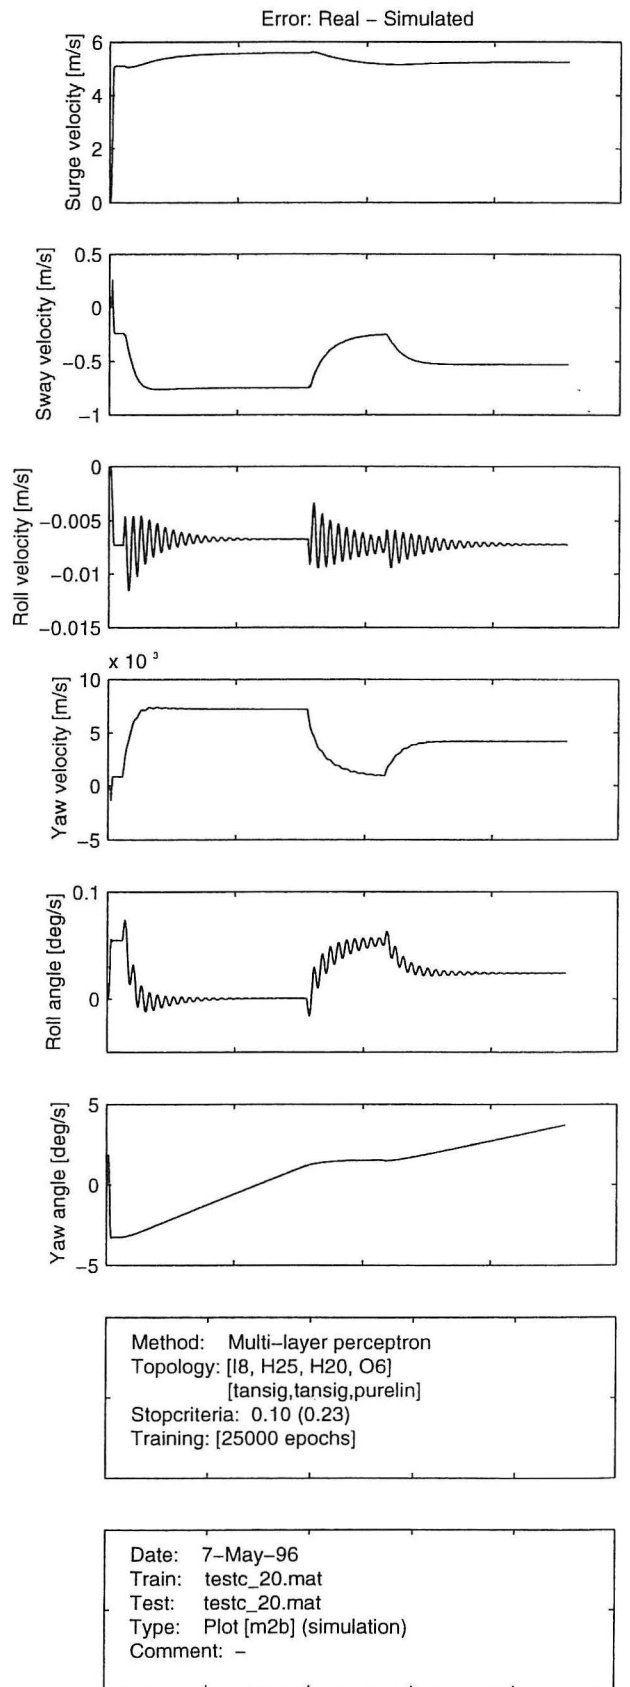 Error: Real – Simulated
Surge velocity [m/s]
6
4
2
0
Sway velocity [m/s]
0.5
0
−0.5
−1
Roll velocity [m/s]
0
−0.005
−0.01
−0.015
x 10 ³
Yaw velocity [m/s]
10
5
0
−5
Roll angle [deg/s]
0.1
0
Yaw angle [deg/s]
5
0
−5
Method: Multi–layer perceptron
Topology: [I8, H25, H20, O6]
[tansig,tansig,purelin]
Stopcriteria: 0.10 (0.23)
Training: [25000 epochs]
Date: 7–May–96
Train: testc_20.mat
Test: testc_20.mat
Type: Plot [m2b] (simulation)
Comment: –